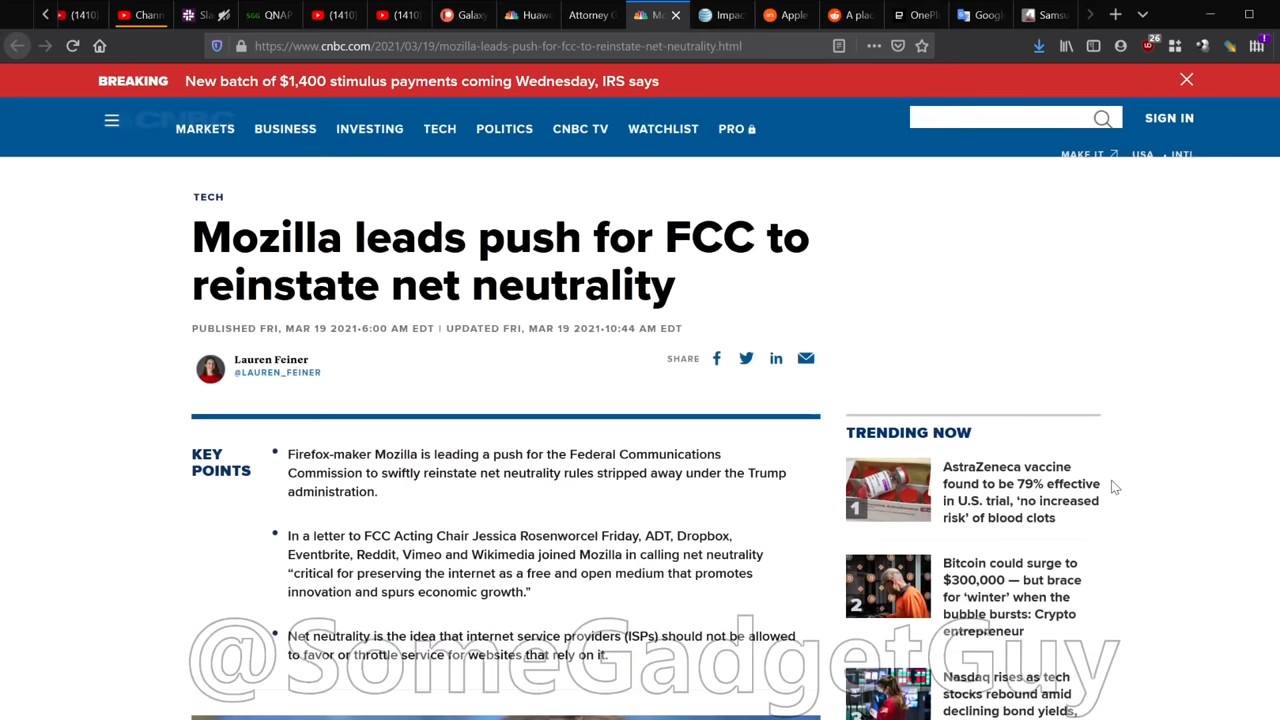 (1410)
Chann
Sla
SGG QNAP
(1410)
(1410)
Galaxy
Huaw
Attorney G
Mo
Impac
Apple
A plac
OnePl
Googl
Samsu
https://www.cnbc.com/2021/03/19/mozilla-leads-push-for-fcc-to-reinstate-net-neutrality.html
26
BREAKING New batch of $1,400 stimulus payments coming Wednesday, IRS says
CNBC
MARKETS BUSINESS INVESTING TECH POLITICS CNBC TV WATCHLIST PRO
SIGN IN
MAKE IT USA • INTL
TECH
Mozilla leads push for FCC to
reinstate net neutrality
PUBLISHED FRI, MAR 19 2021•6:00 AM EDT | UPDATED FRI, MAR 19 2021•10:44 AM EDT
Lauren Feiner
@LAUREN_FEINER
SHARE
KEY
POINTS
Firefox-maker Mozilla is leading a push for the Federal Communications
Commission to swiftly reinstate net neutrality rules stripped away under the Trump
administration.
In a letter to FCC Acting Chair Jessica Rosenworcel Friday, ADT, Dropbox,
Eventbrite, Reddit, Vimeo and Wikimedia joined Mozilla in calling net neutrality
“critical for preserving the internet as a free and open medium that promotes
innovation and spurs economic growth.”
Net neutrality is the idea that internet service providers (ISPs) should not be allowed
to favor or throttle service for websites that rely on it.
TRENDING NOW
1
AstraZeneca vaccine
found to be 79% effective
in U.S. trial, ‘no increased
risk’ of blood clots
2
Bitcoin could surge to
$300,000 — but brace
for ‘winter’ when the
bubble bursts: Crypto
entrepreneur
3
Nasdaq rises as tech
stocks rebound amid
declining bond yields,
@SomeGadgetGuy